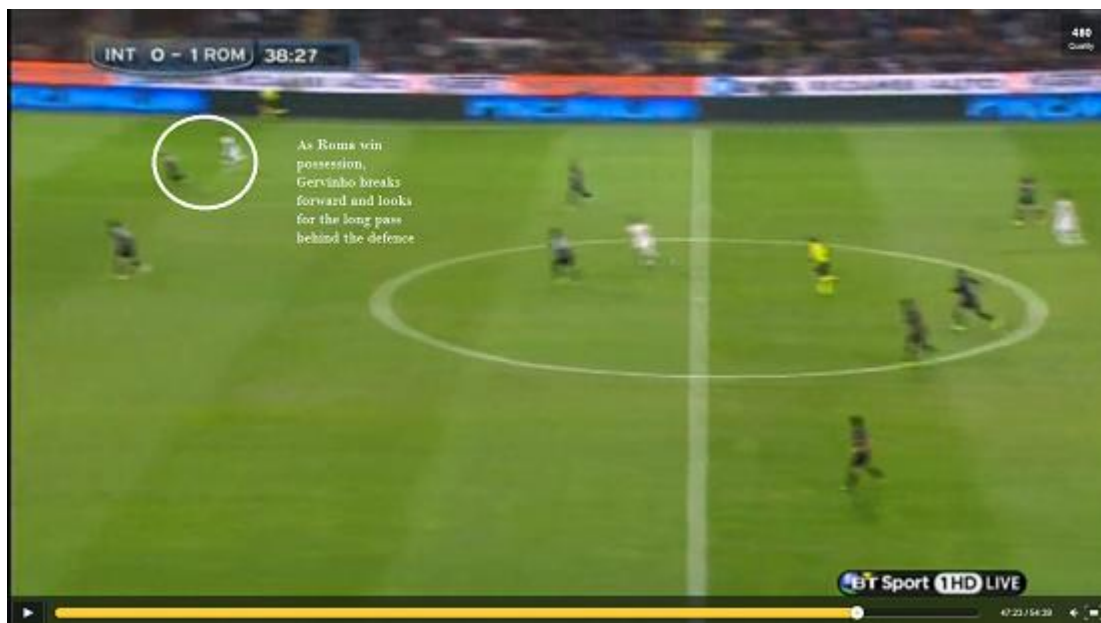 INT 0 - 1 ROM 38:27
480
Quality
As Roma win
possession,
Gervinho breaks
forward and looks
for the long pass
behind the defence
BT Sport 1HD LIVE
47:23 / 54:39